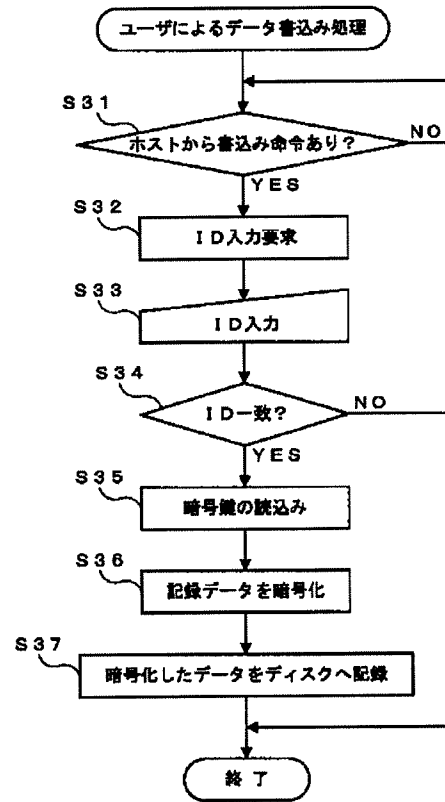 ユーザによるデータ書込み処理
S31
ホストから書込み命令あり?
NO
YES
S32
ID入力要求
S33
ID入力
S34
ID一致?
NO
YES
S35
暗号鍵の読込み
S36
記録データを暗号化
S37
暗号化したデータをディスクへ記録
終了